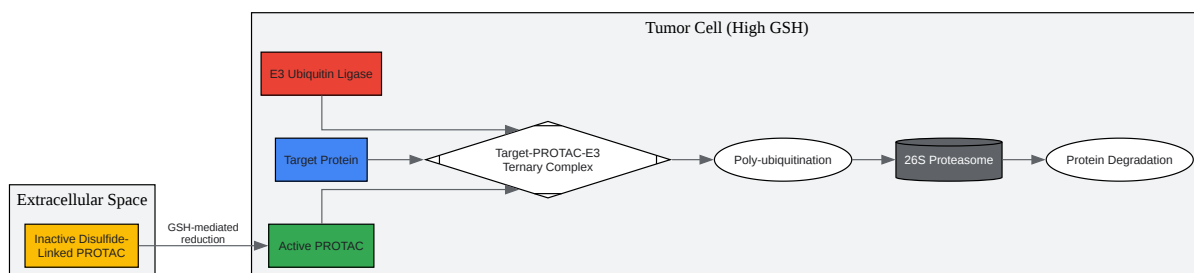 Tumor Cell (High GSH)
E3 Ubiquitin Ligase
Target Protein
Target-PROTAC-E3
Ternary Complex
Poly-ubiquitination
26S Proteasome
Protein Degradation
Extracellular Space
Inactive Disulfide-
Linked PROTAC
GSH-mediated
reduction
Active PROTAC